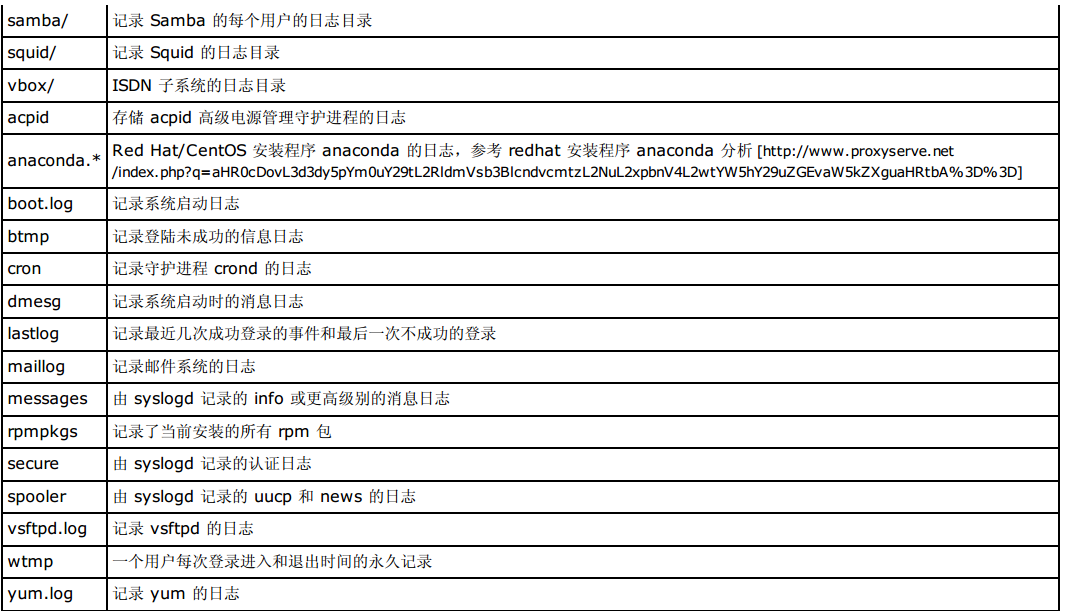 samba/ 记录 Samba 的每个用户的日志目录
squid/ 记录 Squid 的日志目录
vbox/ ISDN 子系统的日志目录
acpid 存储 acpid 高级电源管理守护进程的日志
anaconda.* Red Hat/CentOS 安装程序 anaconda 的日志，参考 redhat 安装程序 anaconda 分析 [http://www.proxyserve.net
/index.php?q=aHR0cDovL3d3dy5pYm0uY29tL2RldmVsb3BlcndvcmtzL2NuL2xpbnV4L2wtYW5hY29uZGEvaW5kZXguaHRtbA%3D%3D]
boot.log 记录系统启动日志
btmp 记录登陆未成功的信息日志
cron 记录守护进程 crond 的日志
dmesg 记录系统启动时的消息日志
lastlog 记录最近几次成功登录的事件和最后一次不成功的登录
maillog 记录邮件系统的日志
messages 由 syslogd 记录的 info 或更高级别的消息日志
rpmpkgs 记录了当前安装的所有 rpm 包
secure 由 syslogd 记录的认证日志
spooler 由 syslogd 记录的 uucp 和 news 的日志
vsftpd.log 记录 vsftpd 的日志
wtmp 一个用户每次登录进入和退出时间的永久记录
yum.log 记录 yum 的日志